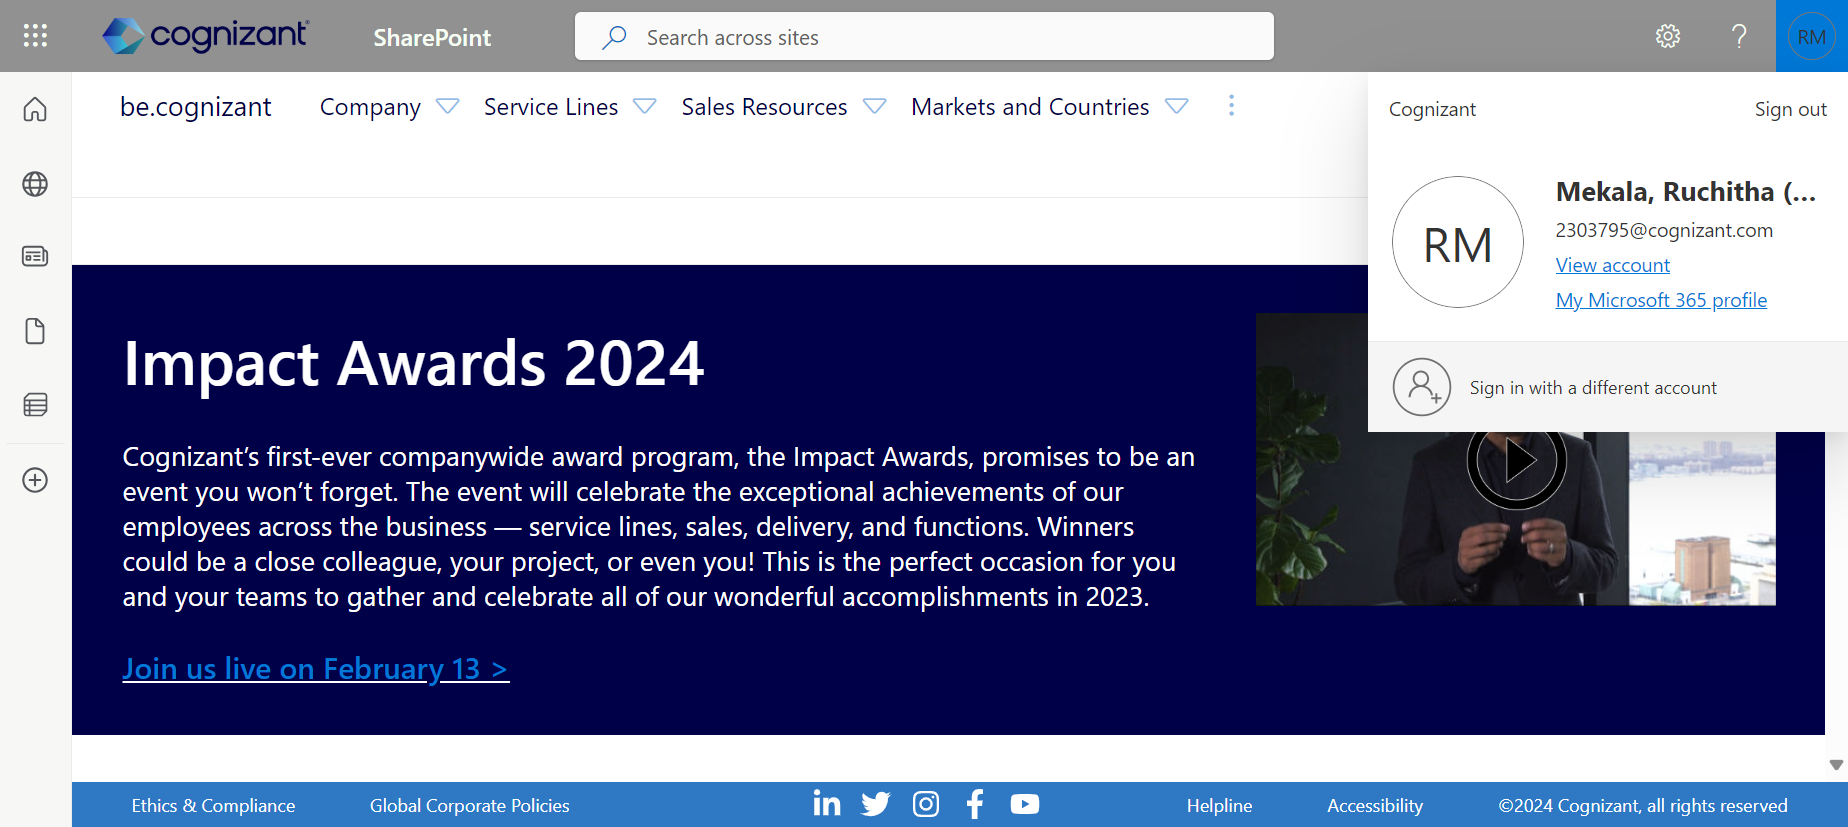 cognizant
SharePoint
Search across sites
?
RM
be.cognizant
Company
Service Lines
Sales Resources
Markets and Countries
Cognizant
Sign out
RM
Mekala, Ruchitha (...
2303795@cognizant.com
View account
My Microsoft 365 profile
Sign in with a different account
Impact Awards 2024
Cognizant’s first-ever companywide award program, the Impact Awards, promises to be an
event you won’t forget. The event will celebrate the exceptional achievements of our
employees across the business — service lines, sales, delivery, and functions. Winners
could be a close colleague, your project, or even you! This is the perfect occasion for you
and your teams to gather and celebrate all of our wonderful accomplishments in 2023.
Join us live on February 13 >
Ethics & Compliance
Global Corporate Policies
in
Helpline
Accessibility
©2024 Cognizant, all rights reserved